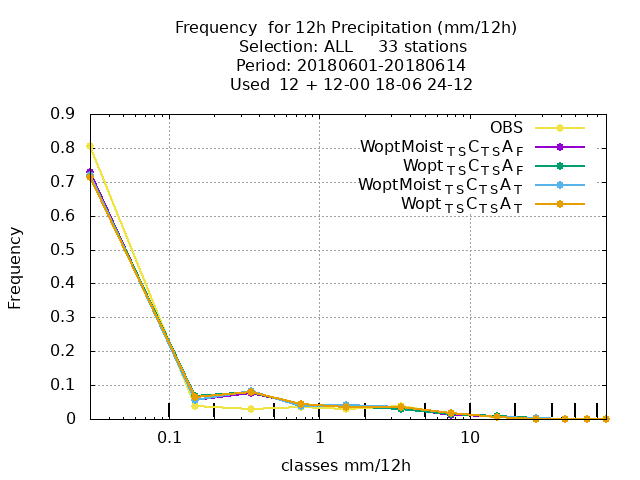 Frequency  for 12h Precipitation (mm/12h)
Selection: ALL     33 stations
Period: 20180601-20180614
Used  12 + 12-00 18-06 24-12
0.9
0.8
0.7
0.6
0.5
0.4
0.3
0.2
0.1
0
Frequency
OBS
WoptMoist TS C TS A F
Wopt TS C TS A F
WoptMoist TS C TS A T
Wopt TS C TS A T
0.1
1
10
classes mm/12h